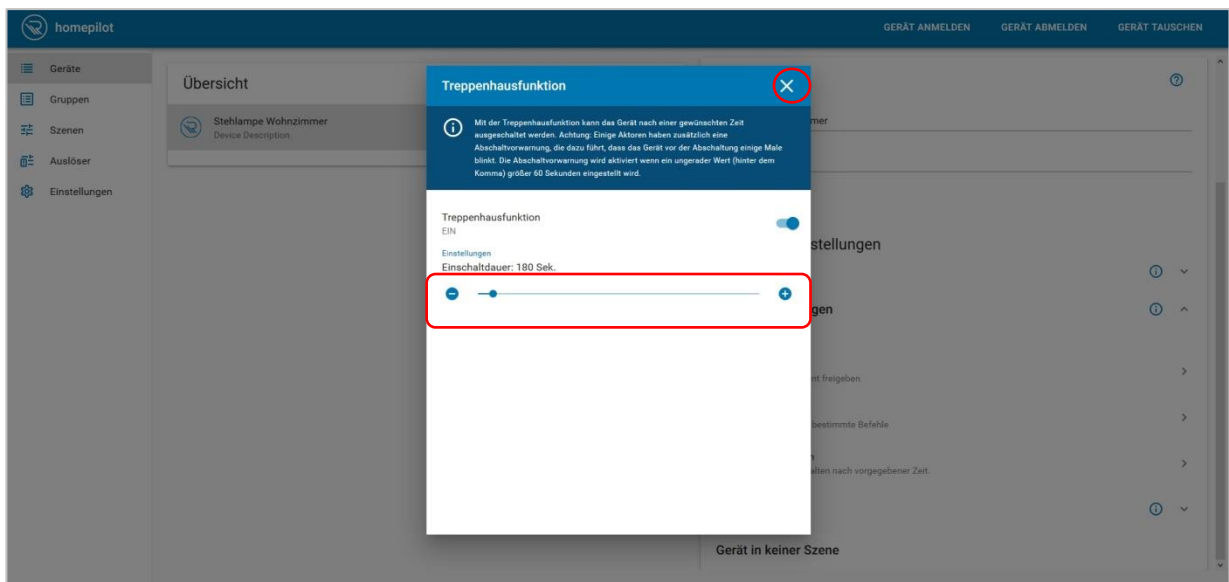 homepilot
GERÄT ANMELDEN
GERÄT ABMELDEN
GERÄT TAUSCHEN
Geräte
Gruppen
Szenen
Auslöser
Einstellungen
Übersicht
Stehlampe Wohnzimmer
Device Description
Treppenhausfunktion
Mit der Treppenhausfunktion kann das Gerät nach einer gewünschten Zeit
ausgeschaltet werden. Achtung: Einige Aktoren haben zusätzlich eine
Abschaltvorwarnung, die dazu führt, dass das Gerät vor der Abschaltung einige Male
blinkt. Die Abschaltvorwarnung wird aktiviert wenn ein ungerader Wert (hinter dem
Komma) größer 60 Sekunden eingestellt wird.
Treppenhausfunktion
EIN
Einstellungen
Einschaltdauer: 180 Sek.
mer
stellungen
gen
nt freigeben
bestimmte Befehle
n
alten nach vorgegebener Zeit.
Gerät in keiner Szene